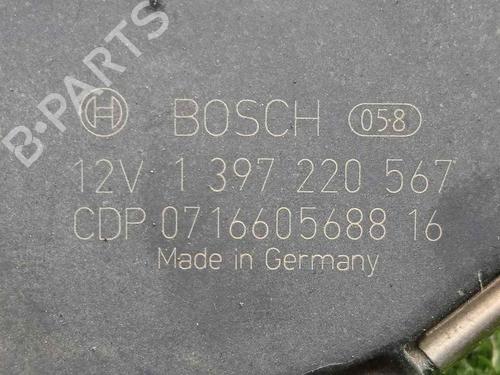 B-PARTS
BOSCH 058
12V 1 397 220 567
CDP 0716605688 16
Made in Germany